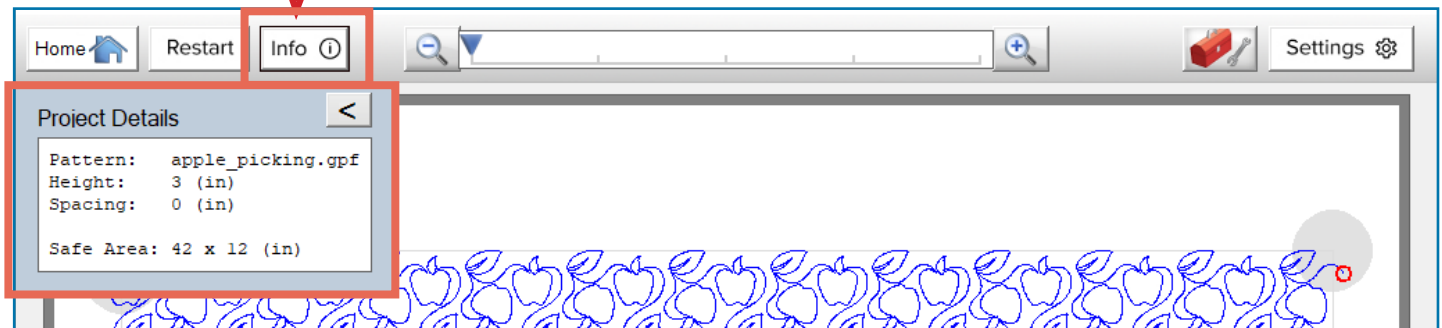 Home Restart Info Settings
Project Details <
Pattern: apple_picking.gpf
Height: 3 (in)
Spacing: 0 (in)
Safe Area: 42 x 12 (in)